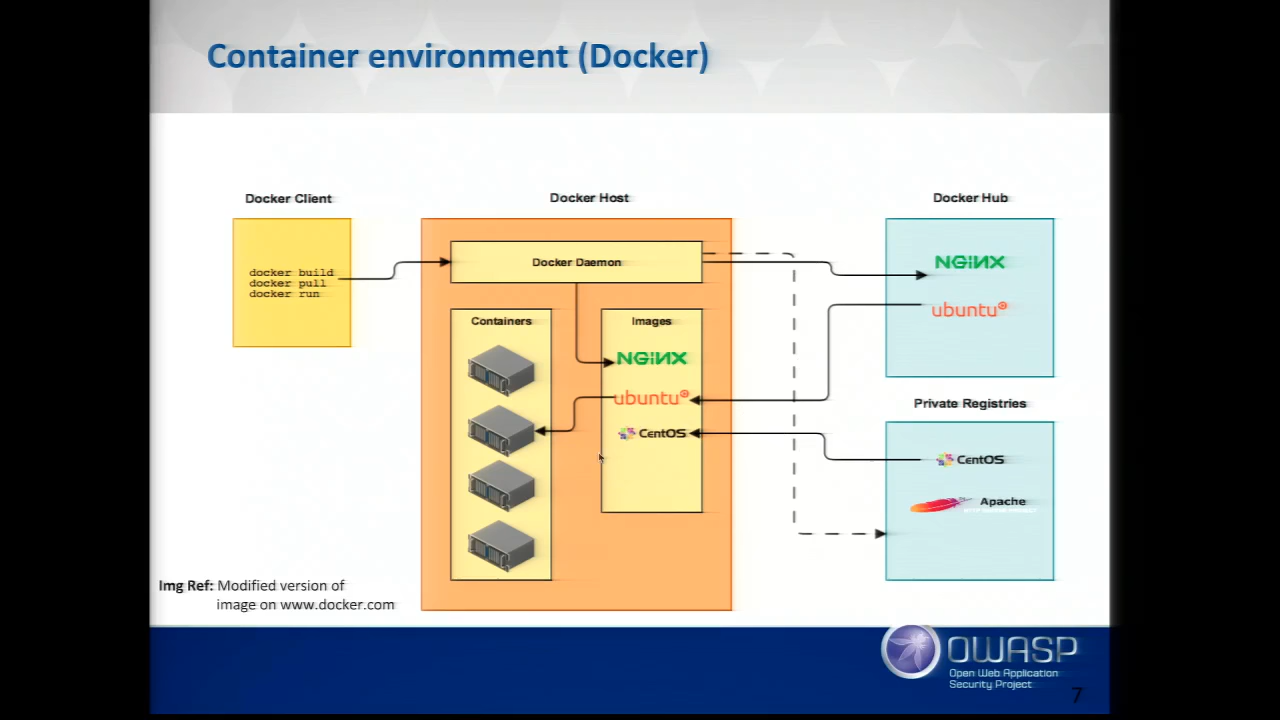 Container environment (Docker)
Docker Client
Docker Host
Docker Hub
docker build
docker pull
docker run
Docker Daemon
NGINX
ubuntu
Containers
Images
NGINX
ubuntu
CentOS
Private Registries
CentOS
Apache
Img Ref: Modified version of
image on www.docker.com
OWASP
Open Web Application
Security Project
7